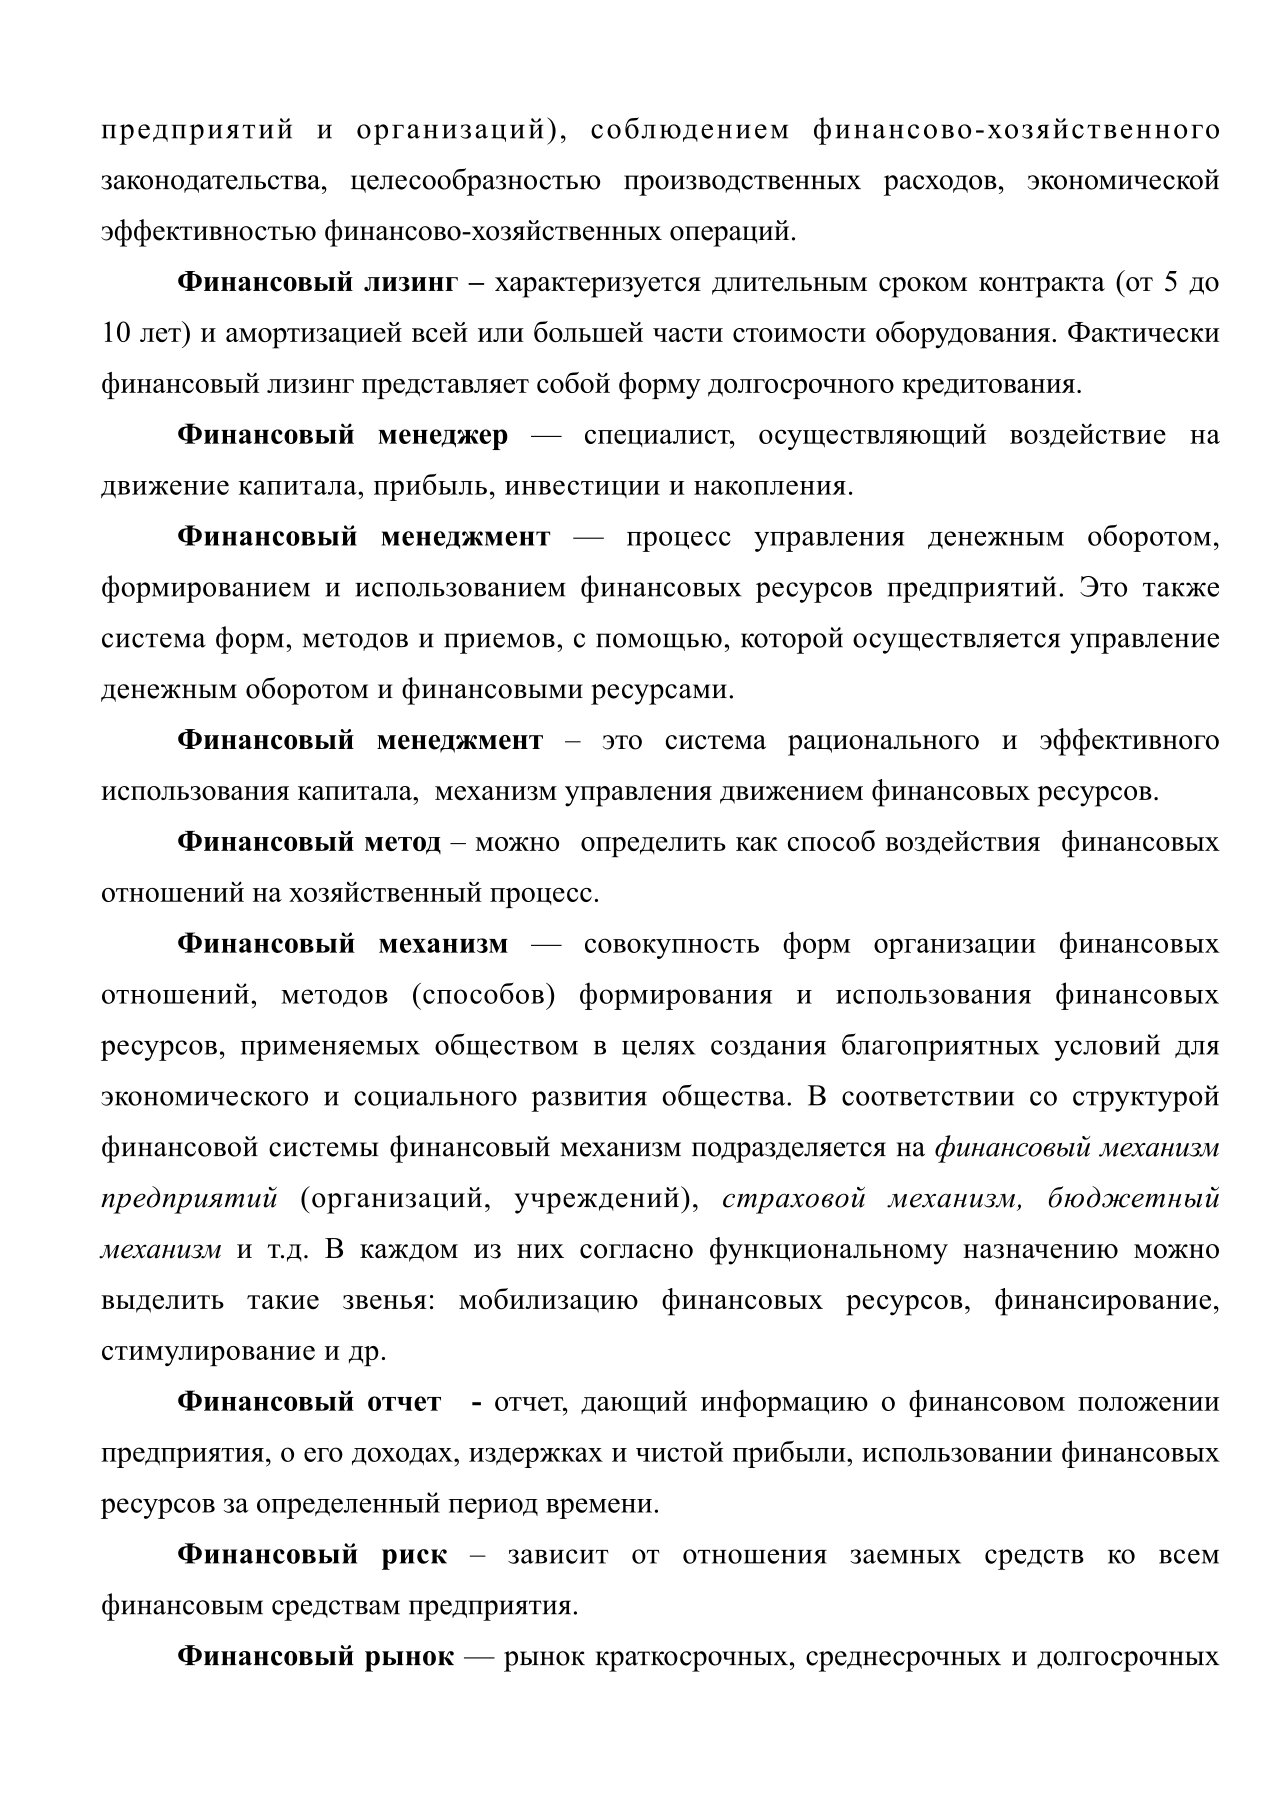 предприятий и организаций), соблюдением финансово-хозяйственного
законодательства, целесообразностью производственных расходов, экономической
эффективностью финансово-хозяйственных операций.
Финансовый лизинг – характеризуется длительным сроком контракта (от 5 до
10 лет) и амортизацией всей или большей части стоимости оборудования. Фактически
финансовый лизинг представляет собой форму долгосрочного кредитования.
Финансовый менеджер — специалист, осуществляющий воздействие на
движение капитала, прибыль, инвестиции и накопления.
Финансовый менеджмент — процесс управления денежным оборотом,
формированием и использованием финансовых ресурсов предприятий. Это также
система форм, методов и приемов, с помощью, которой осуществляется управление
денежным оборотом и финансовыми ресурсами.
Финансовый менеджмент – это система рационального и эффективного
использования капитала, механизм управления движением финансовых ресурсов.
Финансовый метод – можно определить как способ воздействия финансовых
отношений на хозяйственный процесс.
Финансовый механизм — совокупность форм организации финансовых
отношений, методов (способов) формирования и использования финансовых
ресурсов, применяемых обществом в целях создания благоприятных условий для
экономического и социального развития общества. В соответствии со структурой
финансовой системы финансовый механизм подразделяется на финансовый механизм
предприятий (организаций, учреждений), страховой механизм, бюджетный
механизм и т.д. В каждом из них согласно функциональному назначению можно
выделить такие звенья: мобилизацию финансовых ресурсов, финансирование,
стимулирование и др.
Финансовый отчет - отчет, дающий информацию о финансовом положении
предприятия, о его доходах, издержках и чистой прибыли, использовании финансовых
ресурсов за определенный период времени.
Финансовый риск – зависит от отношения заемных средств ко всем
финансовым средствам предприятия.
Финансовый рынок — рынок краткосрочных, среднесрочных и долгосрочных